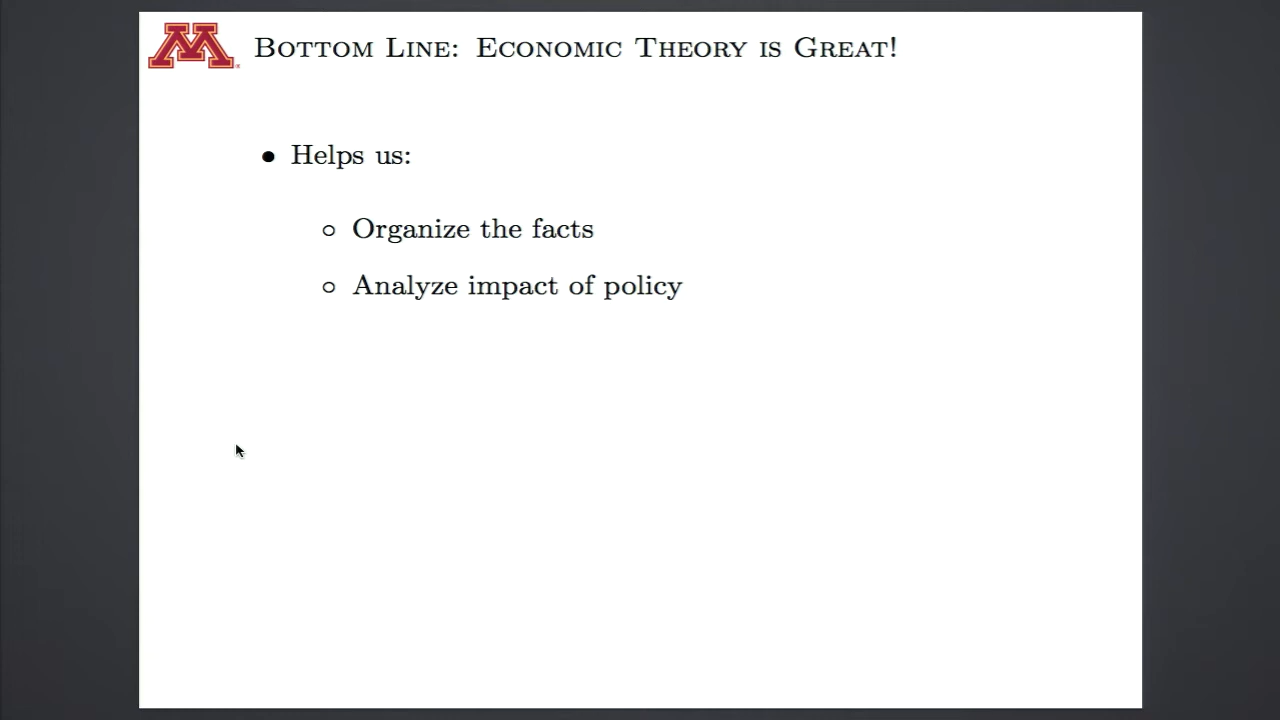 M
Bottom Line: Economic Theory is Great!
• Helps us:
◦ Organize the facts
◦ Analyze impact of policy